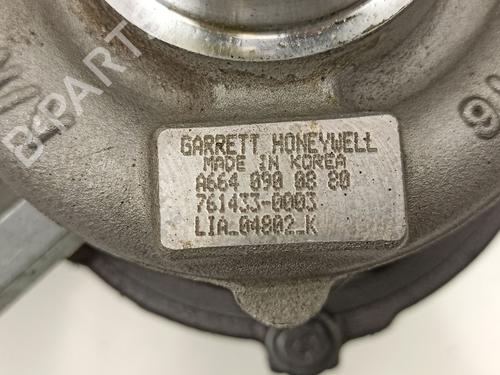 GARRETT HONEYWELL
MADE IN KOREA
A664 090 08 80
761433-0003
LIA_04802_K